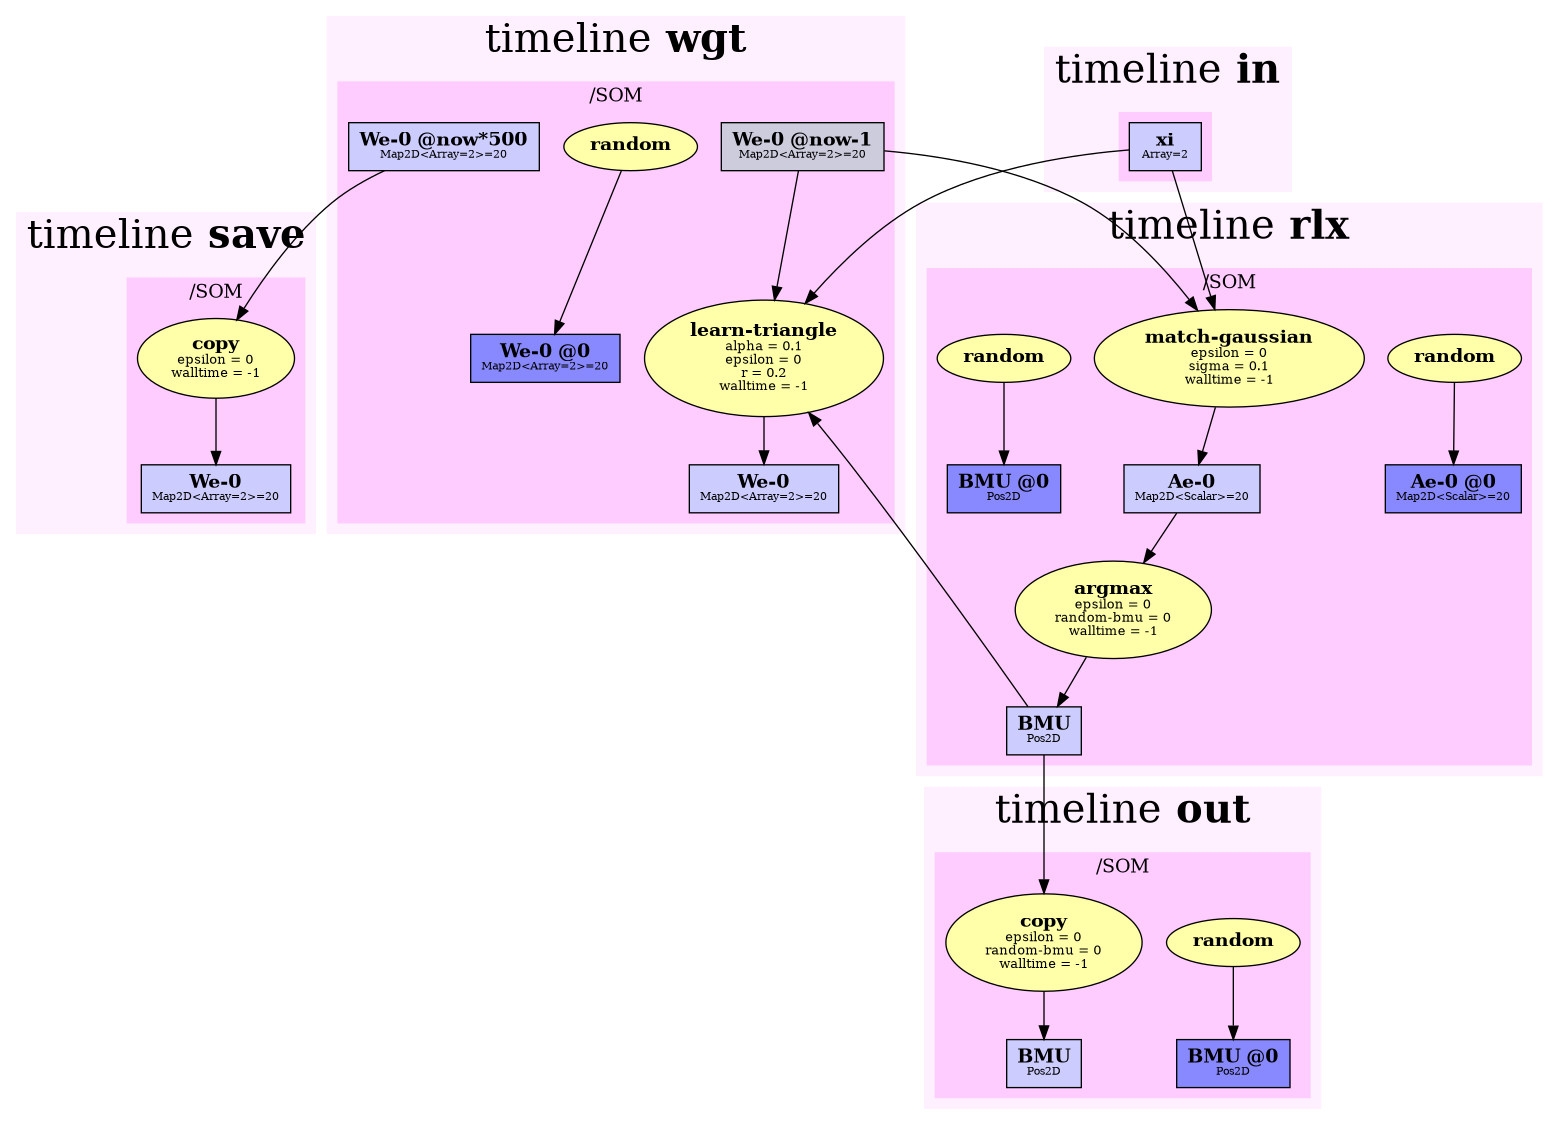 timeline wgt
/SOM
We-0 @now*500
Map2D<Array=2>=20
random
We-0 @now-1
Map2D<Array=2>=20
We-0 @0
Map2D<Array=2>=20
learn-triangle
alpha = 0.1
epsilon = 0
r = 0.2
walltime = -1
We-0
Map2D<Array=2>=20
timeline in
xi
Array=2
timeline save
/SOM
copy
epsilon = 0
walltime = -1
We-0
Map2D<Array=2>=20
timeline rlx
/SOM
random
match-gaussian
epsilon = 0
sigma = 0.1
walltime = -1
random
BMU @0
Pos2D
Ae-0
Map2D<Scalar>=20
Ae-0 @0
Map2D<Scalar>=20
argmax
epsilon = 0
random-bmu = 0
walltime = -1
BMU
Pos2D
timeline out
/SOM
copy
epsilon = 0
random-bmu = 0
walltime = -1
random
BMU
Pos2D
BMU @0
Pos2D